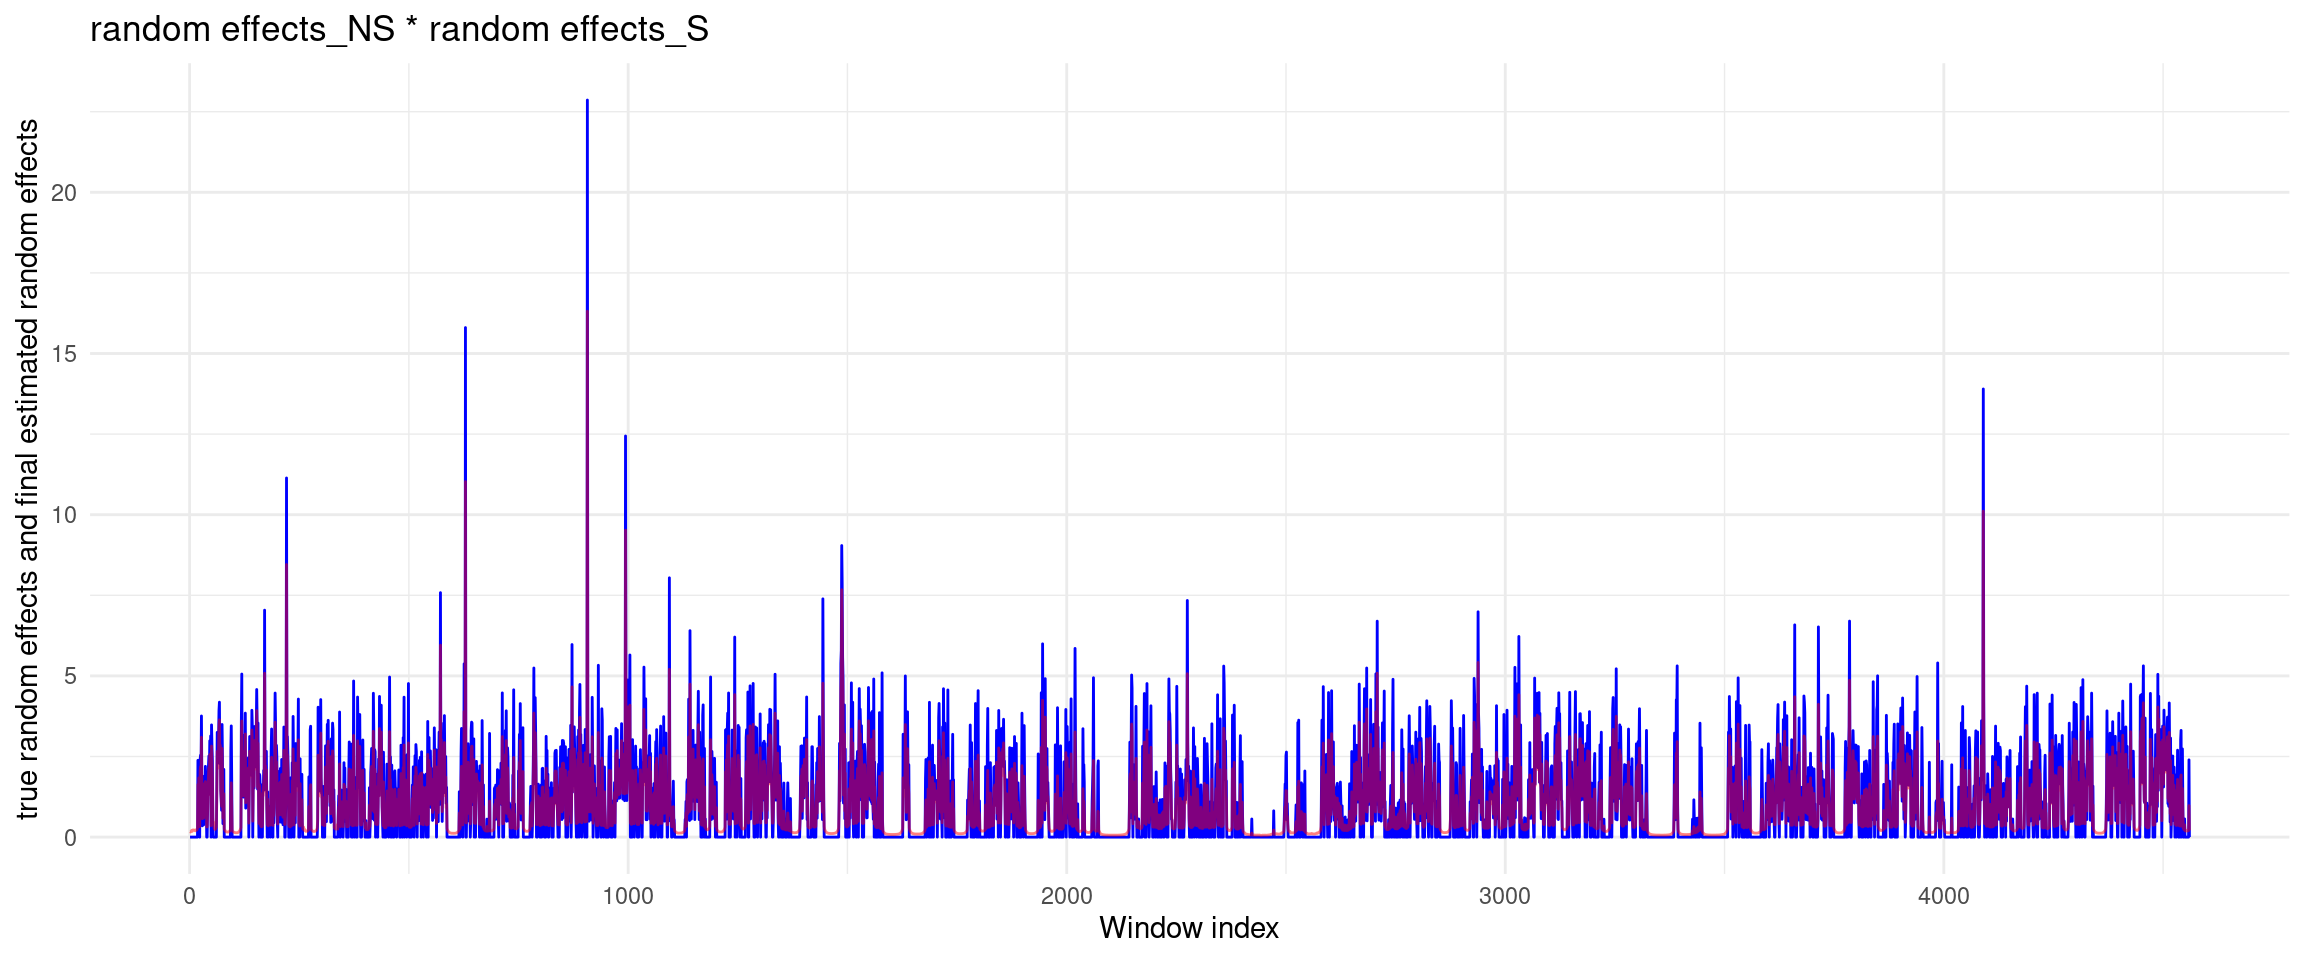 random effects_NS * random effects_S
true random effects and final estimated random effects
20
15
10
5
0
0 1000 2000 3000 4000
Window index